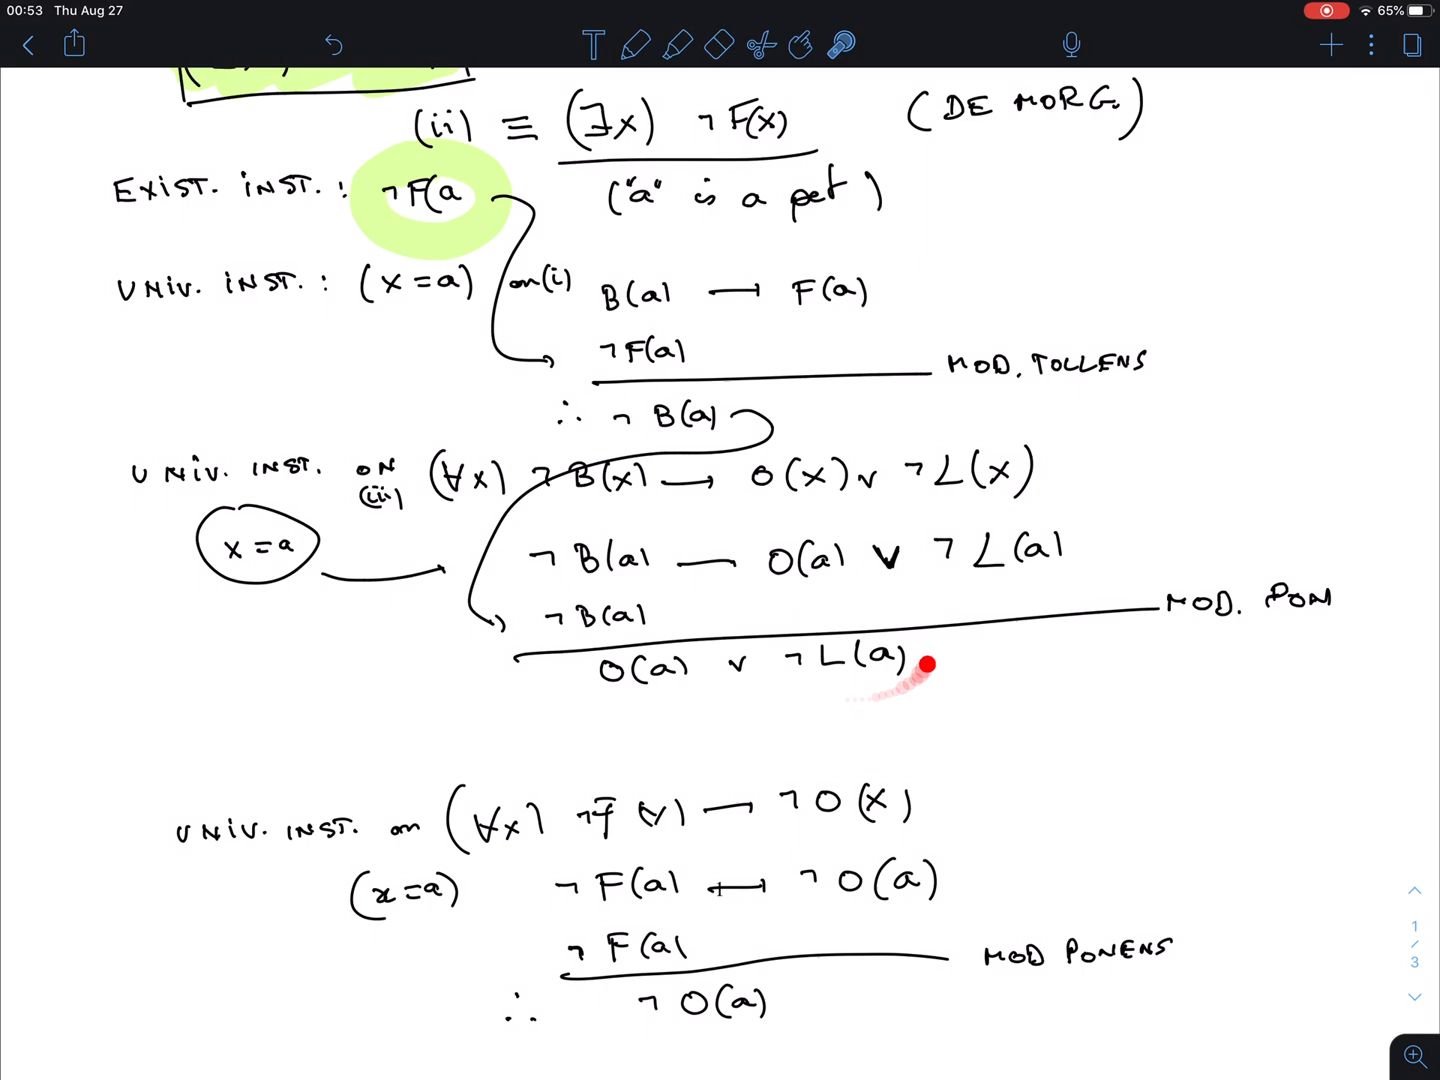 00:53 Thu Aug 27
65%
(ii) ≡ (∃x) ¬F(x) (DE MORG.)
EXIST. INST.: ¬F(a ("a" is a pet)
UNIV. INST.: (x=a) on(i) B(a) → F(a)
¬F(a) MOD. TOLLENS
∴ ¬B(a)
UNIV. INST. ON (iii) (∀x) ¬B(x) → O(x) ∨ ¬L(x)
x=a ¬B(a) — O(a) ∨ ¬L(a)
¬B(a) MOD. PON
O(a) ∨ ¬L(a)
UNIV. INST. on (∀x) ¬F(x) → ¬O(x)
(x=a) ¬F(a) → ¬O(a)
¬F(a) MOD PONENS
∴ ¬O(a)
1
/
3